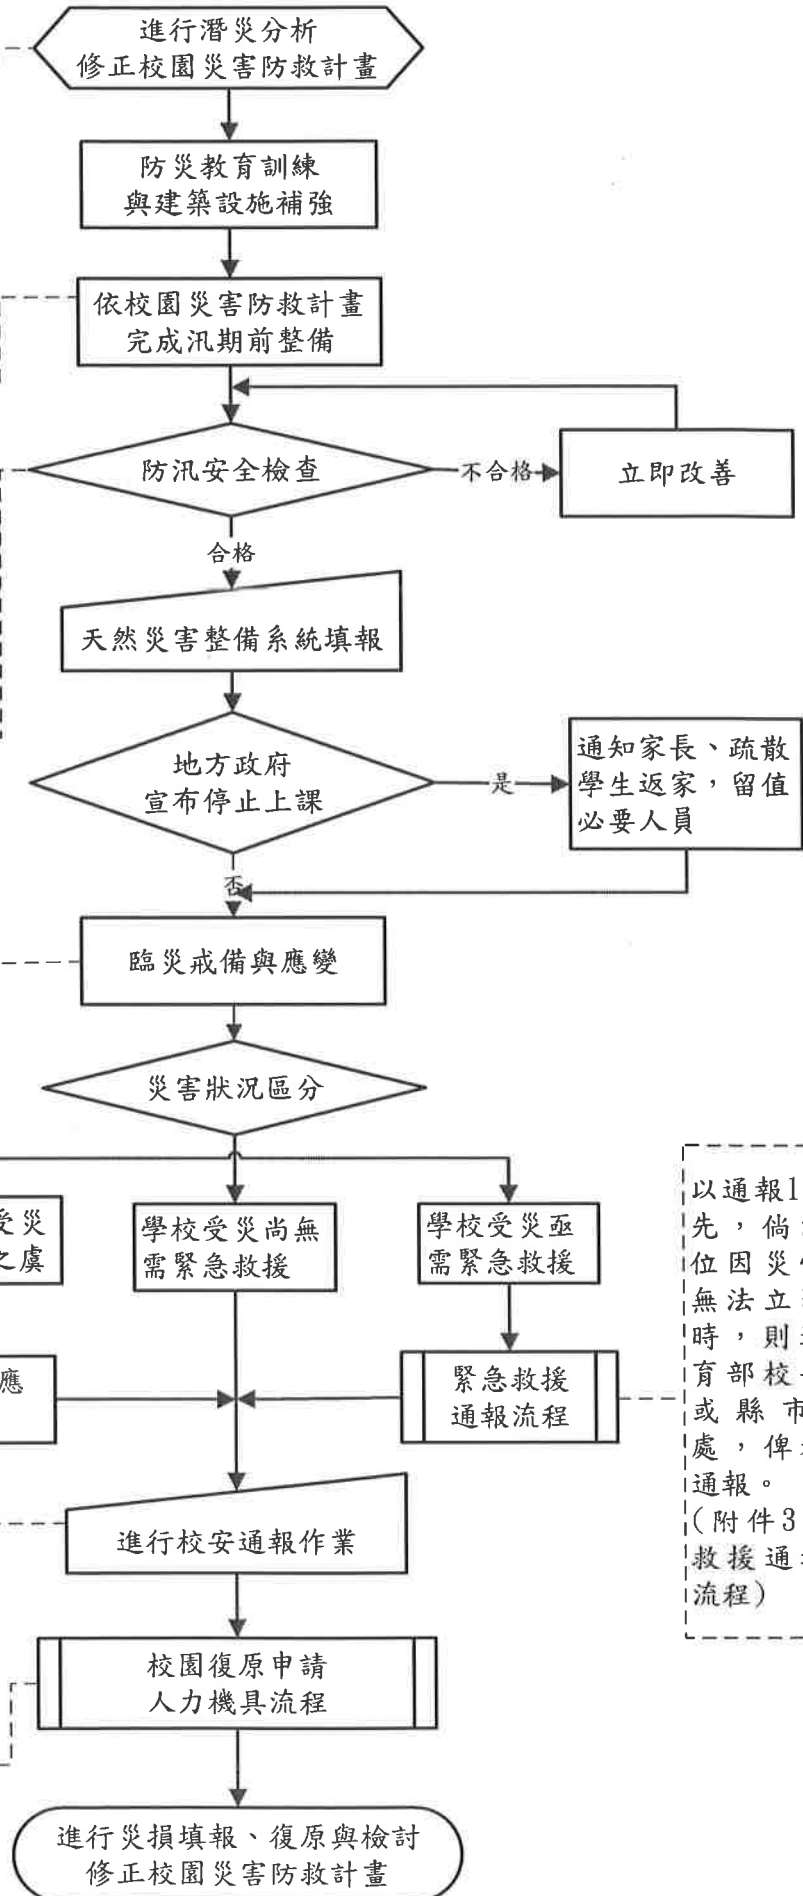 進行潛災分析
修正校園災害防救計畫
防災教育訓練
與建築設施補強
依校園災害防救計畫
完成汛期前整備
防汛安全檢查
不合格
立即改善
合格
天然災害整備系統填報
地方政府
宣布停止上課
是
通知家長、疏散
學生返家，留值
必要人員
否
臨災戒備與應變
災害狀況區分
受災
之虞
學校受災尚無
需緊急救援
學校受災亟
需緊急救援
應
緊急救援
通報流程
以通報1
先，倘
位因災
無法立
時，則
育部校
或縣市
處，俾
通報。
(附件3
救援通
流程)
進行校安通報作業
校園復原申請
人力機具流程
進行災損填報、復原與檢討
修正校園災害防救計畫